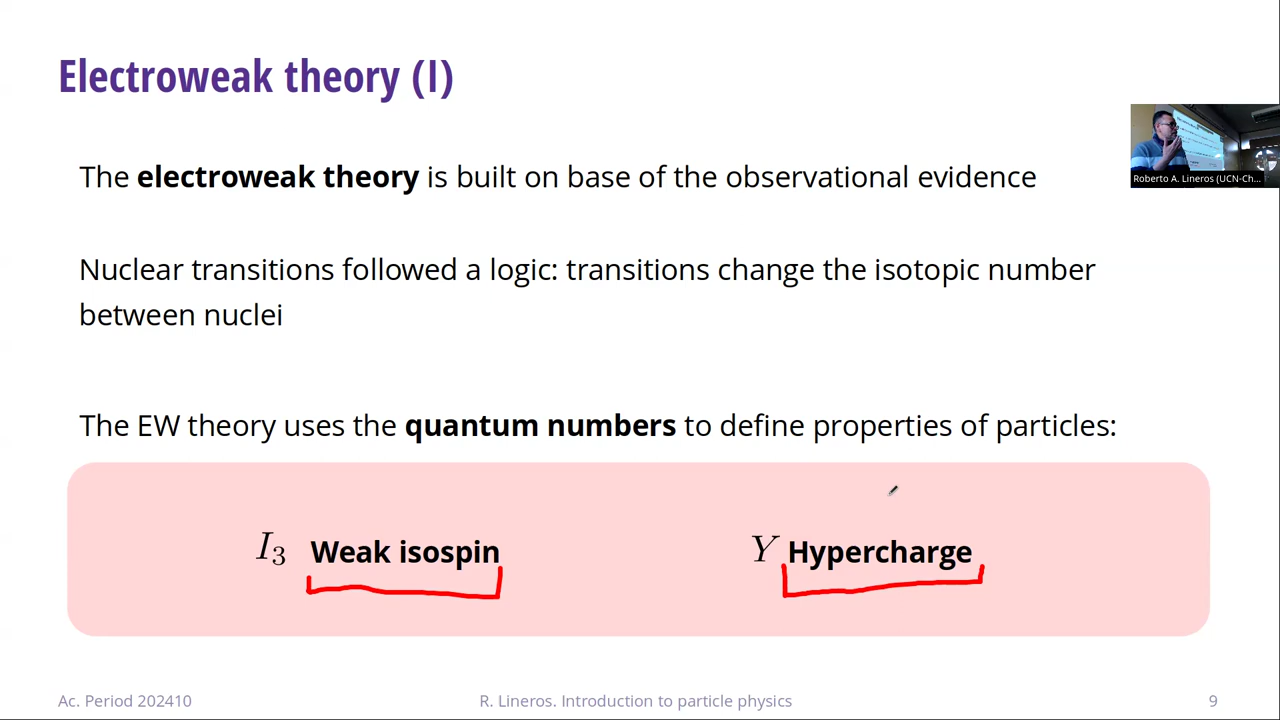 Electroweak theory (I)
The electroweak theory is built on base of the observational evidence
Roberto A. Lineros (UCN-Ch...
Nuclear transitions followed a logic: transitions change the isotopic number
between nuclei
The EW theory uses the quantum numbers to define properties of particles:
I₃ Weak isospin
Y Hypercharge
Ac. Period 202410
R. Lineros. Introduction to particle physics
9